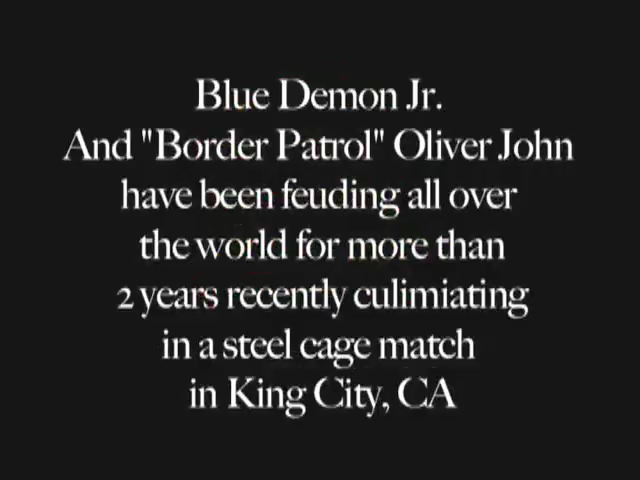 Blue Demon Jr.
And "Border Patrol" Oliver John
have been feuding all over
the world for more than
2 years recently culimiating
in a steel cage match
in King City, CA